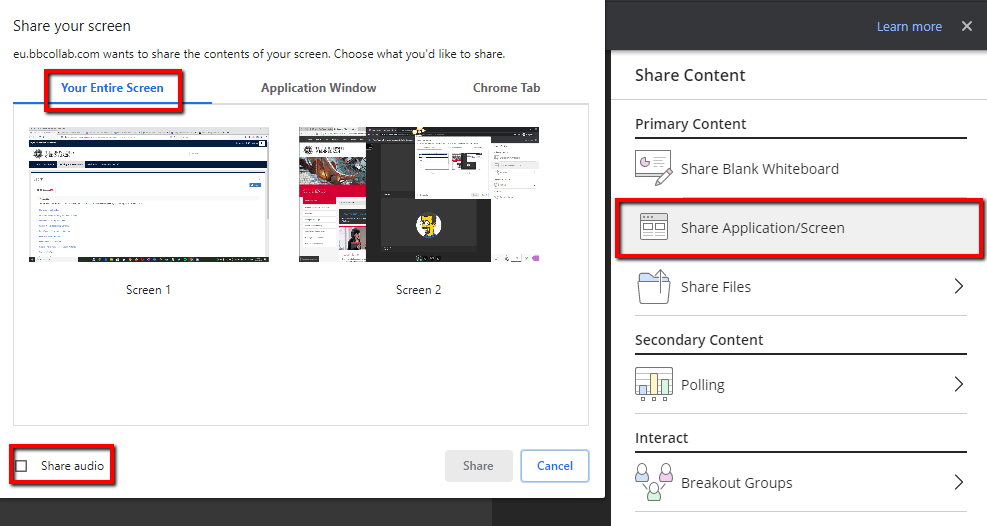 Share your screen
eu.bbcollab.com wants to share the contents of your screen. Choose what you'd like to share.
Your Entire Screen
Application Window
Chrome Tab
Screen 1
Screen 2
Share audio
Share
Cancel
Learn more
Share Content
Primary Content
Share Blank Whiteboard
Share Application/Screen
Share Files
Secondary Content
Polling
Interact
Breakout Groups